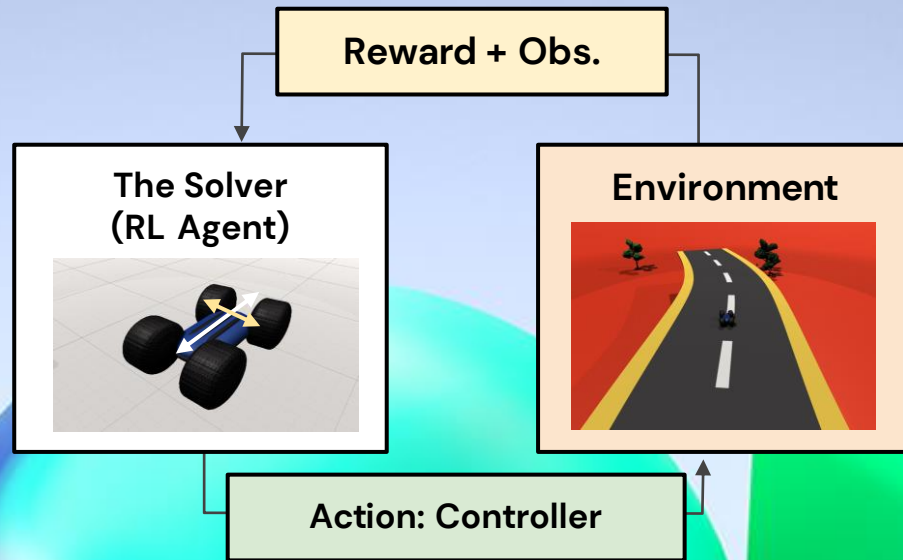 Reward + Obs.
The Solver
(RL Agent)
Environment
Action: Controller